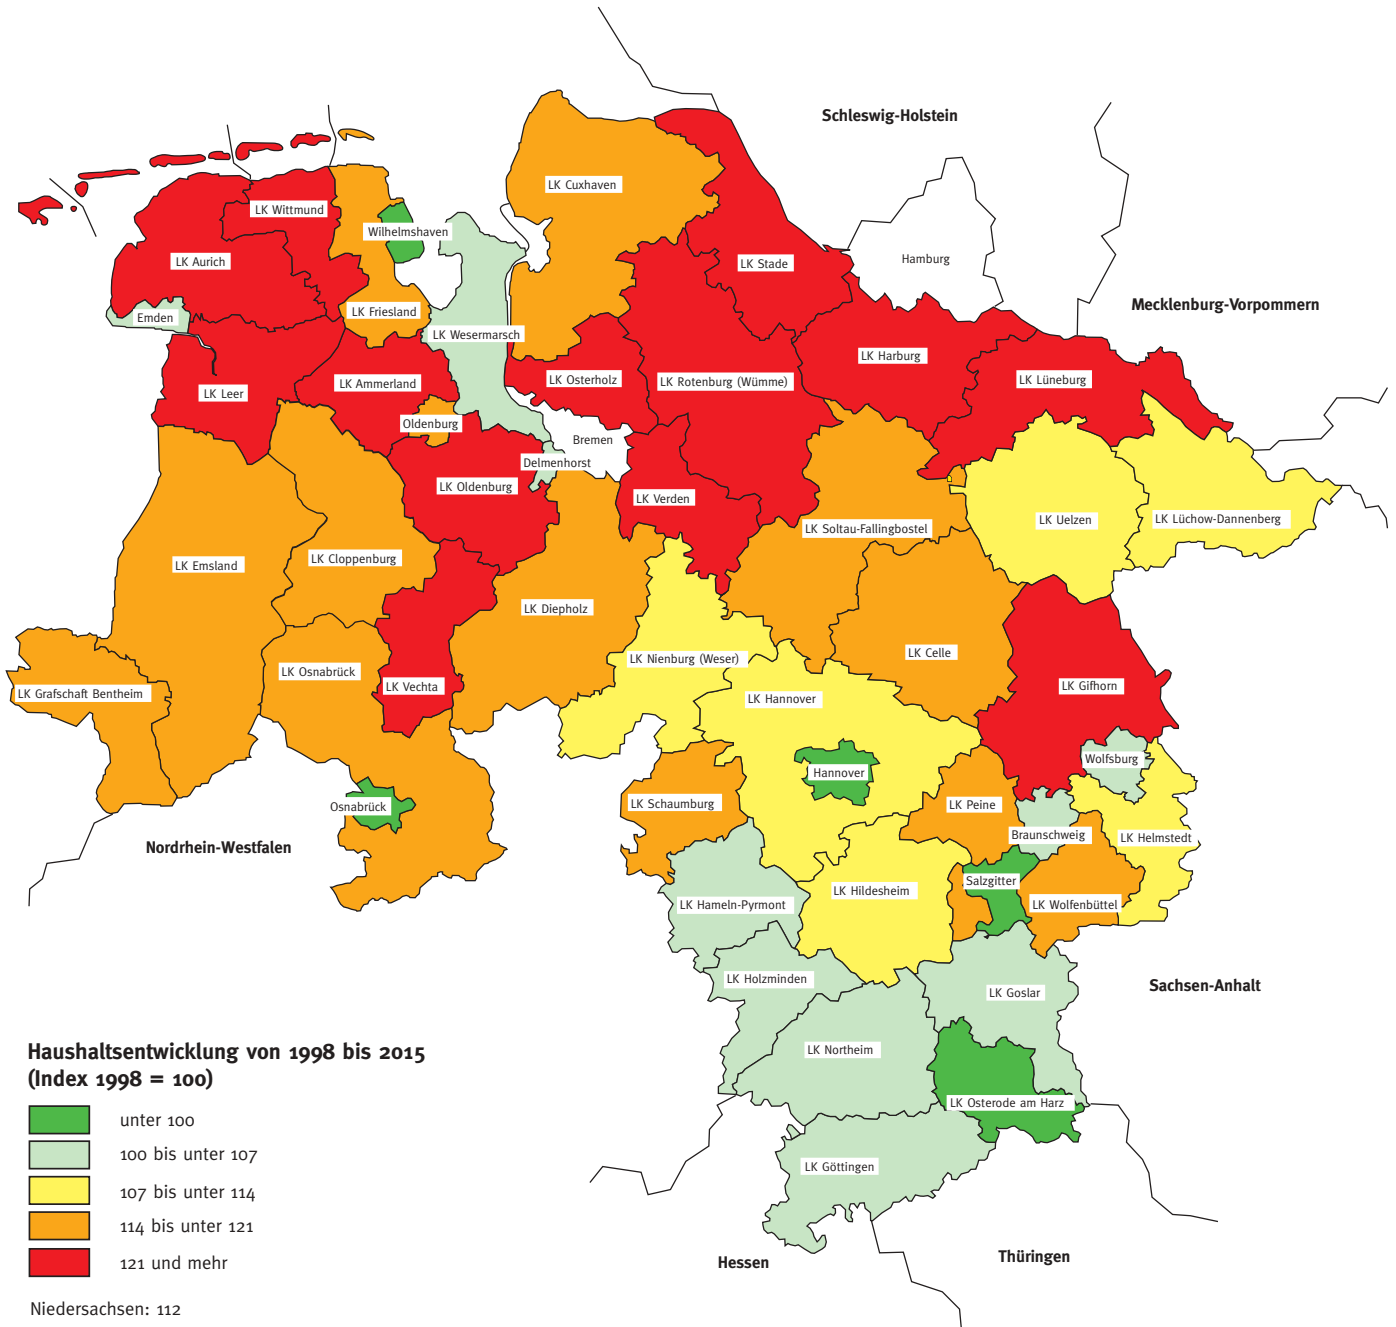 Schleswig-Holstein
LK Cuxhaven
LK Wittmund
Wilhelmshaven
LK Aurich
LK Stade
Hamburg
Mecklenburg-Vorpommern
LK Friesland
Emden
LK Wesermarsch
LK Harburg
LK Ammerland
LK Osterholz
LK Rotenburg (Wümme)
LK Lüneburg
LK Leer
Oldenburg
Bremen
Delmenhorst
LK Oldenburg
LK Verden
LK Soltau-Fallingbostel
LK Uelzen
LK Lüchow-Dannenberg
LK Emsland
LK Cloppenburg
LK Diepholz
LK Nienburg (Weser)
LK Celle
LK Grafschaft Bentheim
LK Osnabrück
LK Vechta
LK Hannover
LK Gifhorn
Wolfsburg
Hannover
Osnabrück
LK Schaumburg
LK Peine
Braunschweig
LK Helmstedt
Nordrhein-Westfalen
Salzgitter
LK Hildesheim
LK Wolfenbüttel
LK Hameln-Pyrmont
LK Holzminden
LK Goslar
Sachsen-Anhalt
LK Northeim
LK Osterode am Harz
LK Göttingen
Hessen
Thüringen
Haushaltsentwicklung von 1998 bis 2015
(Index 1998 = 100)
unter 100
100 bis unter 107
107 bis unter 114
114 bis unter 121
121 und mehr
Niedersachsen: 112